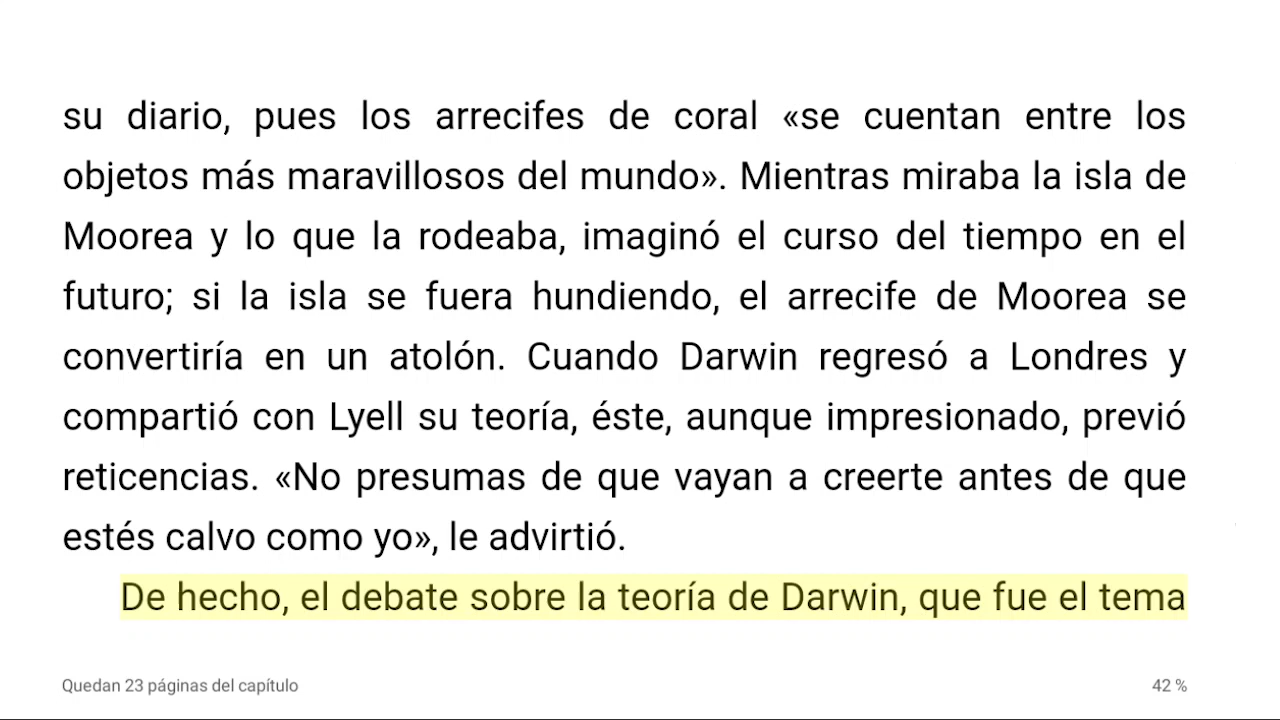 su diario, pues los arrecifes de coral «se cuentan entre los
objetos más maravillosos del mundo». Mientras miraba la isla de
Moorea y lo que la rodeaba, imaginó el curso del tiempo en el
futuro; si la isla se fuera hundiendo, el arrecife de Moorea se
convertiría en un atolón. Cuando Darwin regresó a Londres y
compartió con Lyell su teoría, éste, aunque impresionado, previó
reticencias. «No presumas de que vayan a creerte antes de que
estés calvo como yo», le advirtió.
De hecho, el debate sobre la teoría de Darwin, que fue el tema
Quedan 23 páginas del capítulo
42 %